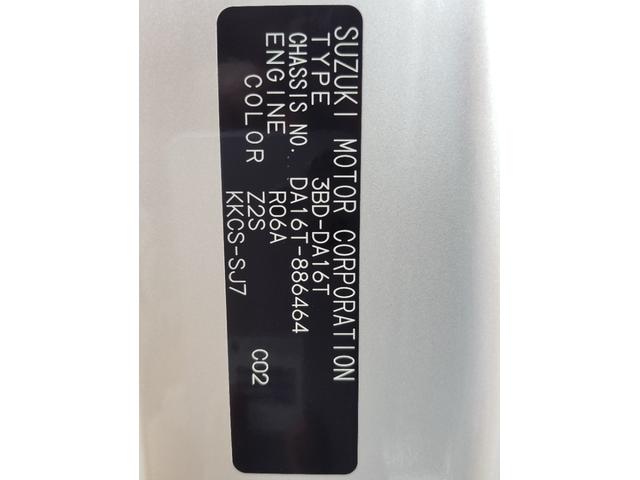 SUZUKI MOTOR CORPORATION
TYPE 3BD-DA16T
CHASSIS NO... DA16T-886464
ENGINE R06A
COLOR Z2S C02
KKCS-SJ7